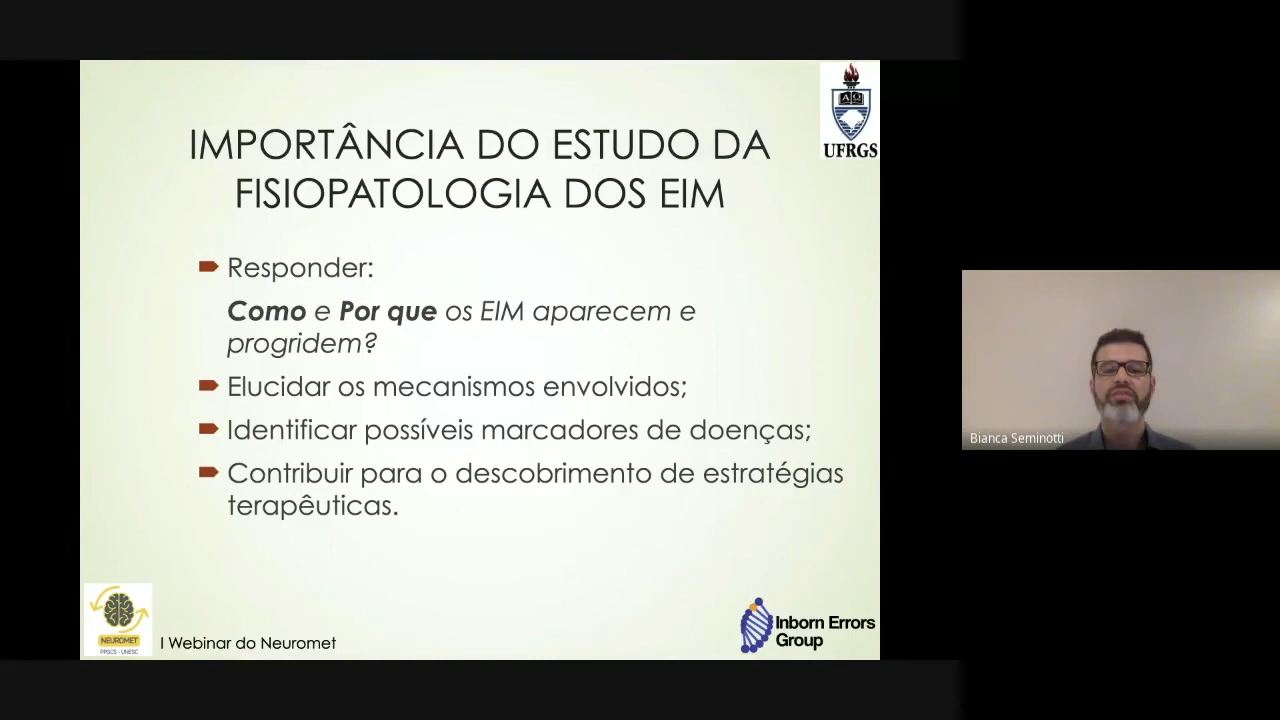 UFRGS
IMPORTÂNCIA DO ESTUDO DA
FISIOPATOLOGIA DOS EIM
Responder:
Como e Por que os EIM aparecem e
progridem?
Elucidar os mecanismos envolvidos;
Identificar possíveis marcadores de doenças;
Contribuir para o descobrimento de estratégias
terapêuticas.
Bianca Seminotti
NEUROMET
PPGCS - UNESC
I Webinar do Neuromet
Inborn Errors
Group